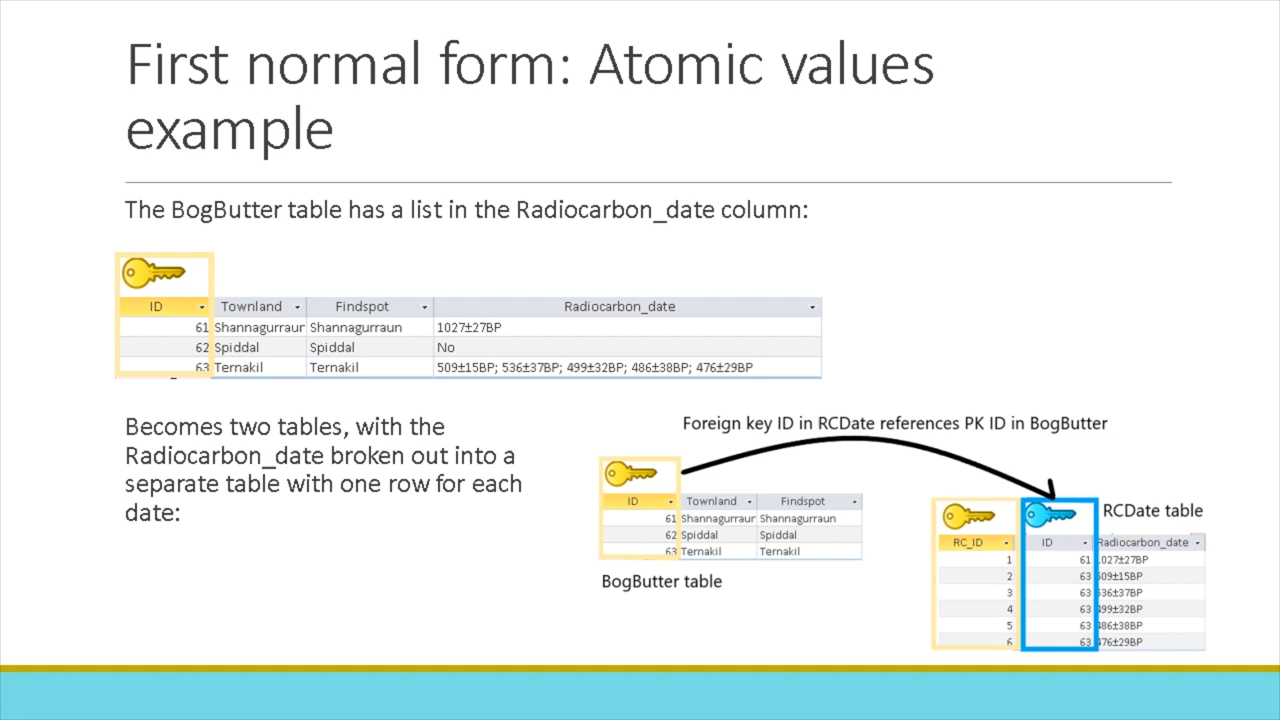 First normal form: Atomic values
example
The BogButter table has a list in the Radiocarbon_date column:
ID Townland Findspot Radiocarbon_date
61 Shannagurraur Shannagurraun 1027±27BP
62 Spiddal Spiddal No
63 Ternakil Ternakil 509±15BP; 536±37BP; 499±32BP; 486±38BP; 476±29BP
Becomes two tables, with the
Radiocarbon_date broken out into a
separate table with one row for each
date:
Foreign key ID in RCDate references PK ID in BogButter
ID Townland Findspot
61 Shannagurraur Shannagurraun
62 Spiddal Spiddal
63 Ternakil Ternakil
BogButter table
RCDate table
RC_ID ID Radiocarbon_date
1 61 1027±27BP
2 63 509±15BP
3 63 536±37BP
4 63 499±32BP
5 63 486±38BP
6 63 476±29BP